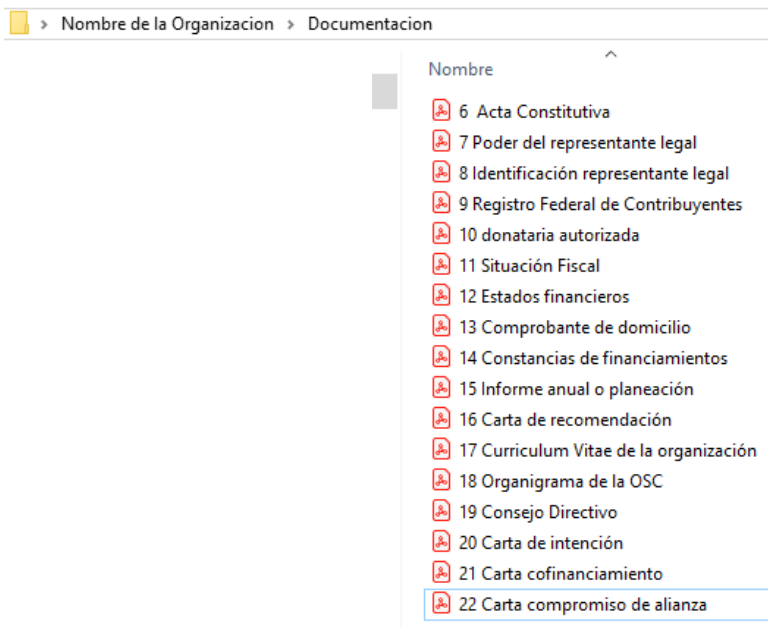 Nombre de la Organizacion > Documentacion
Nombre
6 Acta Constitutiva
7 Poder del representante legal
8 Identificación representante legal
9 Registro Federal de Contribuyentes
10 donataria autorizada
11 Situación Fiscal
12 Estados financieros
13 Comprobante de domicilio
14 Constancias de financiamientos
15 Informe anual o planeación
16 Carta de recomendación
17 Curriculum Vitae de la organización
18 Organigrama de la OSC
19 Consejo Directivo
20 Carta de intención
21 Carta cofinanciamiento
22 Carta compromiso de alianza